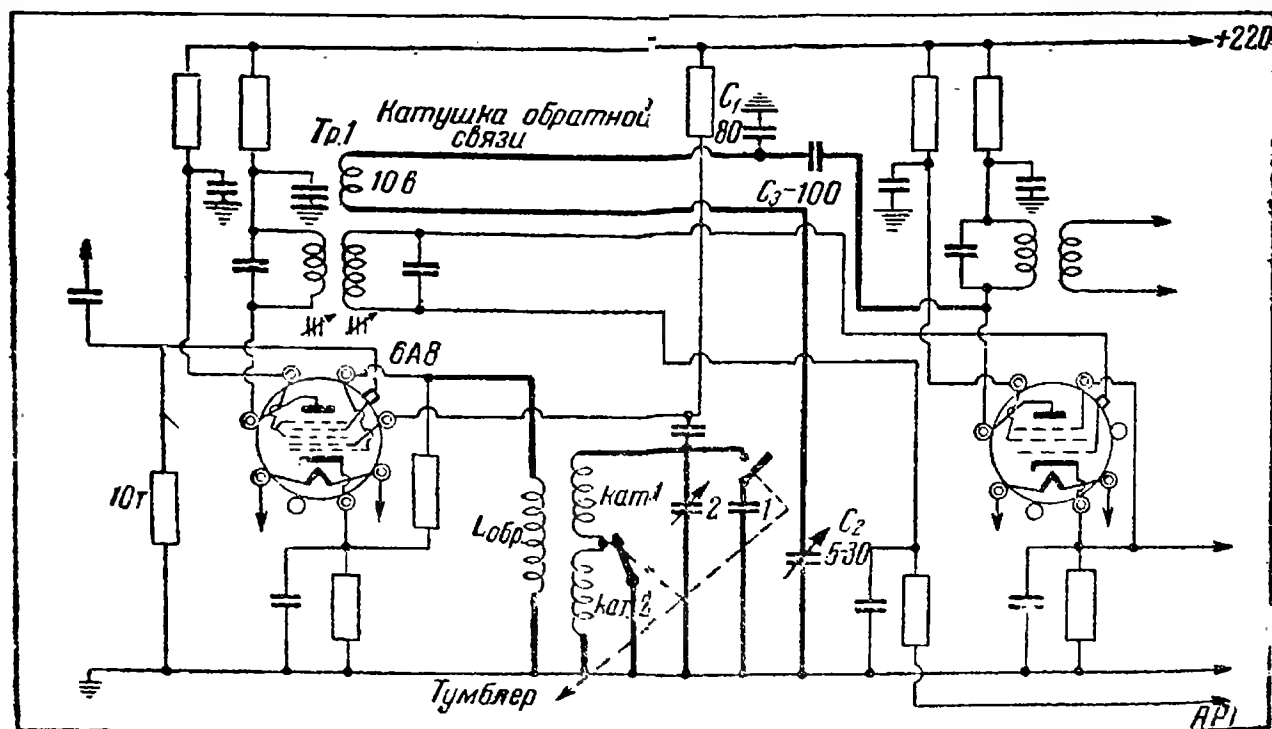 +220
Катушка обратной
связи
Тр.1
10 в
C₁
80
C₃-100
6А8
10т
Lобр.
кат.1
кат.2
2
1
C₂
5-30
Тумблер
АРГ